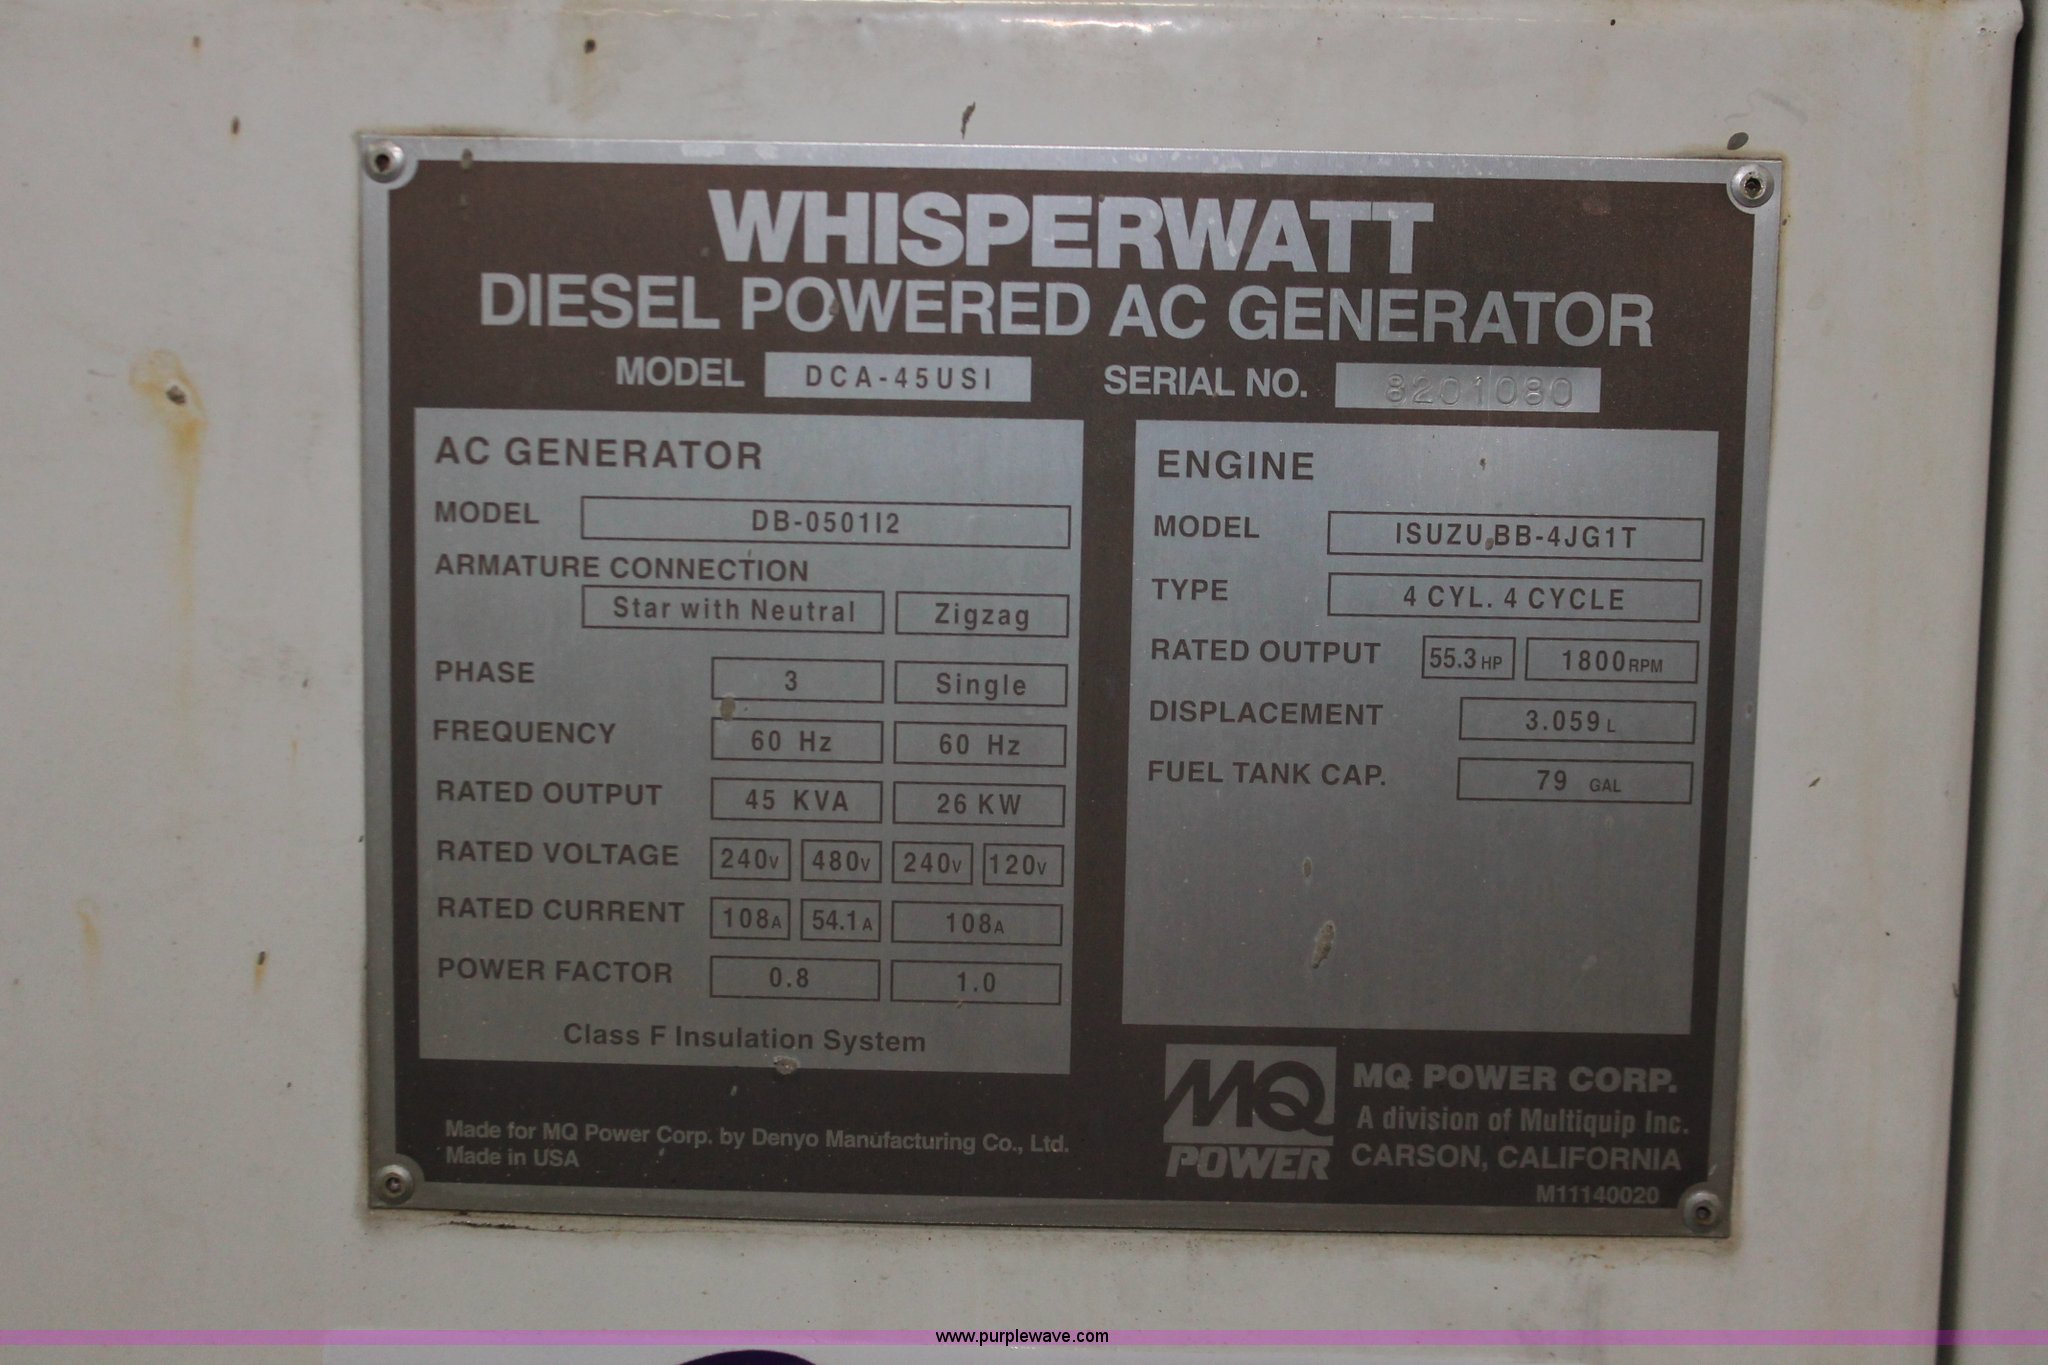 WHISPERWATT
DIESEL POWERED AC GENERATOR
MODEL DCA-45USI SERIAL NO. 8201080
AC GENERATOR
MODEL DB-0501I2
ARMATURE CONNECTION
Star with Neutral Zigzag
PHASE 3 Single
FREQUENCY 60 Hz 60 Hz
RATED OUTPUT 45 KVA 26 KW
RATED VOLTAGE 240V 480V 240V 120V
RATED CURRENT 108A 54.1A 108A
POWER FACTOR 0.8 1.0
Class F Insulation System
ENGINE
MODEL ISUZU BB-4JG1T
TYPE 4 CYL. 4 CYCLE
RATED OUTPUT 55.3 HP 1800RPM
DISPLACEMENT 3.059 L
FUEL TANK CAP. 79 GAL
Made for MQ Power Corp. by Denyo Manufacturing Co., Ltd.
Made in USA
MQ
POWER
MQ POWER CORP.
A division of Multiquip Inc.
CARSON, CALIFORNIA
M11140020
www.purplewave.com